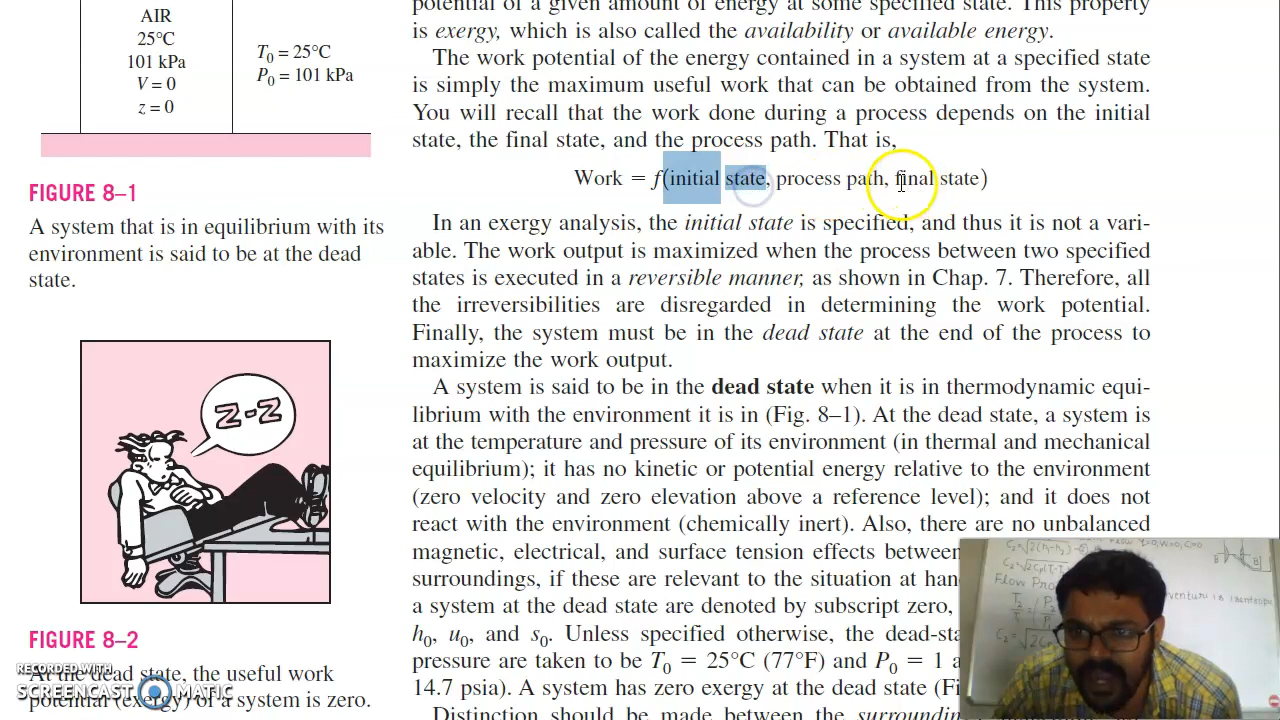 AIR
25°C
101 kPa
V = 0
z = 0
T0 = 25°C
P0 = 101 kPa
FIGURE 8–1
A system that is in equilibrium with its
environment is said to be at the dead
state.
Z-Z
FIGURE 8–2
At the dead state, the useful work
potential (exergy) of a system is zero.
RECORDED WITH
SCREENCAST MATIC
potential of a given amount of energy at some specified state. This property
is exergy, which is also called the availability or available energy.
The work potential of the energy contained in a system at a specified state
is simply the maximum useful work that can be obtained from the system.
You will recall that the work done during a process depends on the initial
state, the final state, and the process path. That is,
Work = f(initial state, process path, final state)
In an exergy analysis, the initial state is specified, and thus it is not a vari-
able. The work output is maximized when the process between two specified
states is executed in a reversible manner, as shown in Chap. 7. Therefore, all
the irreversibilities are disregarded in determining the work potential.
Finally, the system must be in the dead state at the end of the process to
maximize the work output.
A system is said to be in the dead state when it is in thermodynamic equi-
librium with the environment it is in (Fig. 8–1). At the dead state, a system is
at the temperature and pressure of its environment (in thermal and mechanical
equilibrium); it has no kinetic or potential energy relative to the environment
(zero velocity and zero elevation above a reference level); and it does not
react with the environment (chemically inert). Also, there are no unbalanced
magnetic, electrical, and surface tension effects between
surroundings, if these are relevant to the situation at han
a system at the dead state are denoted by subscript zero,
h0, u0, and s0. Unless specified otherwise, the dead-sta
pressure are taken to be T0 = 25°C (77°F) and P0 = 1 a
14.7 psia). A system has zero exergy at the dead state (Fi
Distinction should be made between the surroundin
Flow Pro